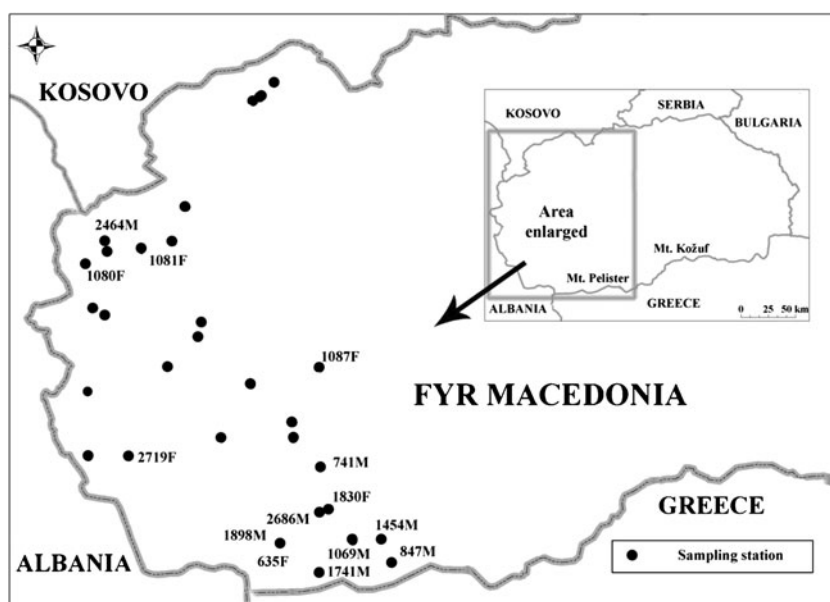 KOSOVO
KOSOVO
SERBIA
BULGARIA
Area
enlarged
Mt. Kožuf
Mt. Pelister
ALBANIA
GREECE
0 25 50 km
2464M
1081F
1080F
1087F
FYR MACEDONIA
2719F
741M
1830F
2686M
GREECE
1898M
1454M
1069M
847M
635F
1741M
ALBANIA
Sampling station